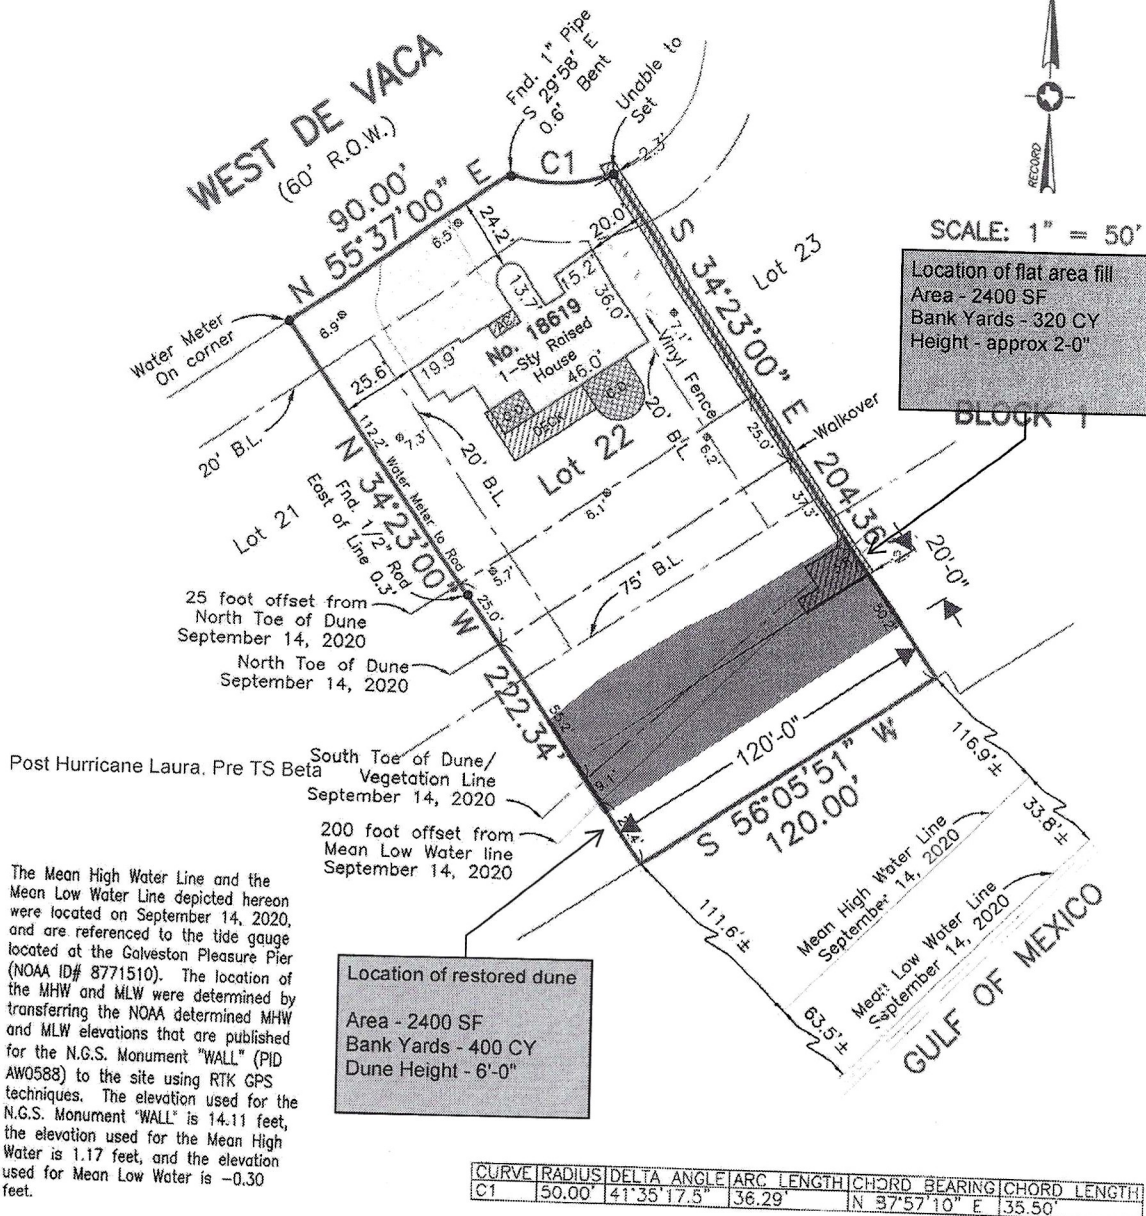 WEST DE VACA
(60' R.O.W.)
Fnd. 1" Pipe
S 29°58' E
0.6' Bent
Unable to
Set
2.3'
C1
90.00'
N 55°37'00" E
RECORD
SCALE: 1" = 50'
Location of flat area fill
Area - 2400 SF
Bank Yards - 320 CY
Height - approx 2-0"
BLOCK 1
Lot 23
S 34°23'00" E
204.36'
24.2'
20.0'
6.5'
6.9'
13.7'
15.2'
36.0'
A/C
No. 18619
1-Sty Raised
House
46.0'
19.9'
25.6'
DECK
7.1'
Vinyl Fence
20' B.L.
Water Meter
On corner
20' B.L.
112.2' Water Meter to Rod
7.3'
20' B.L.
Lot 22
6.2'
25.0'
Walkover
37.3'
6.1'
Lot 21
N 34°23'00" W
222.34'
Fnd. 1/2" Rod
East of Line 0.3'
25.0'
75' B.L.
20'-0"
50.2'
25 foot offset from
North Toe of Dune
September 14, 2020
North Toe of Dune
September 14, 2020
55.2'
Post Hurricane Laura. Pre TS Beta
South Toe of Dune/
Vegetation Line
September 14, 2020
9.1'
200 foot offset from
Mean Low Water line
September 14, 2020
120'-0"
S 56°05'51" W
120.00'
116.9'±
33.8'±
111.6'±
63.5'±
Mean High Water Line
September 14, 2020
Mean Low Water Line
September 14, 2020
GULF OF MEXICO
Location of restored dune
Area - 2400 SF
Bank Yards - 400 CY
Dune Height - 6'-0"
The Mean High Water Line and the
Mean Low Water Line depicted hereon
were located on September 14, 2020,
and are referenced to the tide gauge
located at the Galveston Pleasure Pier
(NOAA ID# 8771510). The location of
the MHW and MLW were determined by
transferring the NOAA determined MHW
and MLW elevations that are published
for the N.G.S. Monument "WALL" (PID
AW0588) to the site using RTK GPS
techniques. The elevation used for the
N.G.S. Monument "WALL" is 14.11 feet,
the elevation used for the Mean High
Water is 1.17 feet, and the elevation
used for Mean Low Water is -0.30
feet.
CURVE RADIUS DELTA ANGLE ARC LENGTH CHORD BEARING CHORD LENGTH
C1 50.00' 41°35'17.5" 36.29' N 87°57'10" E 35.50'